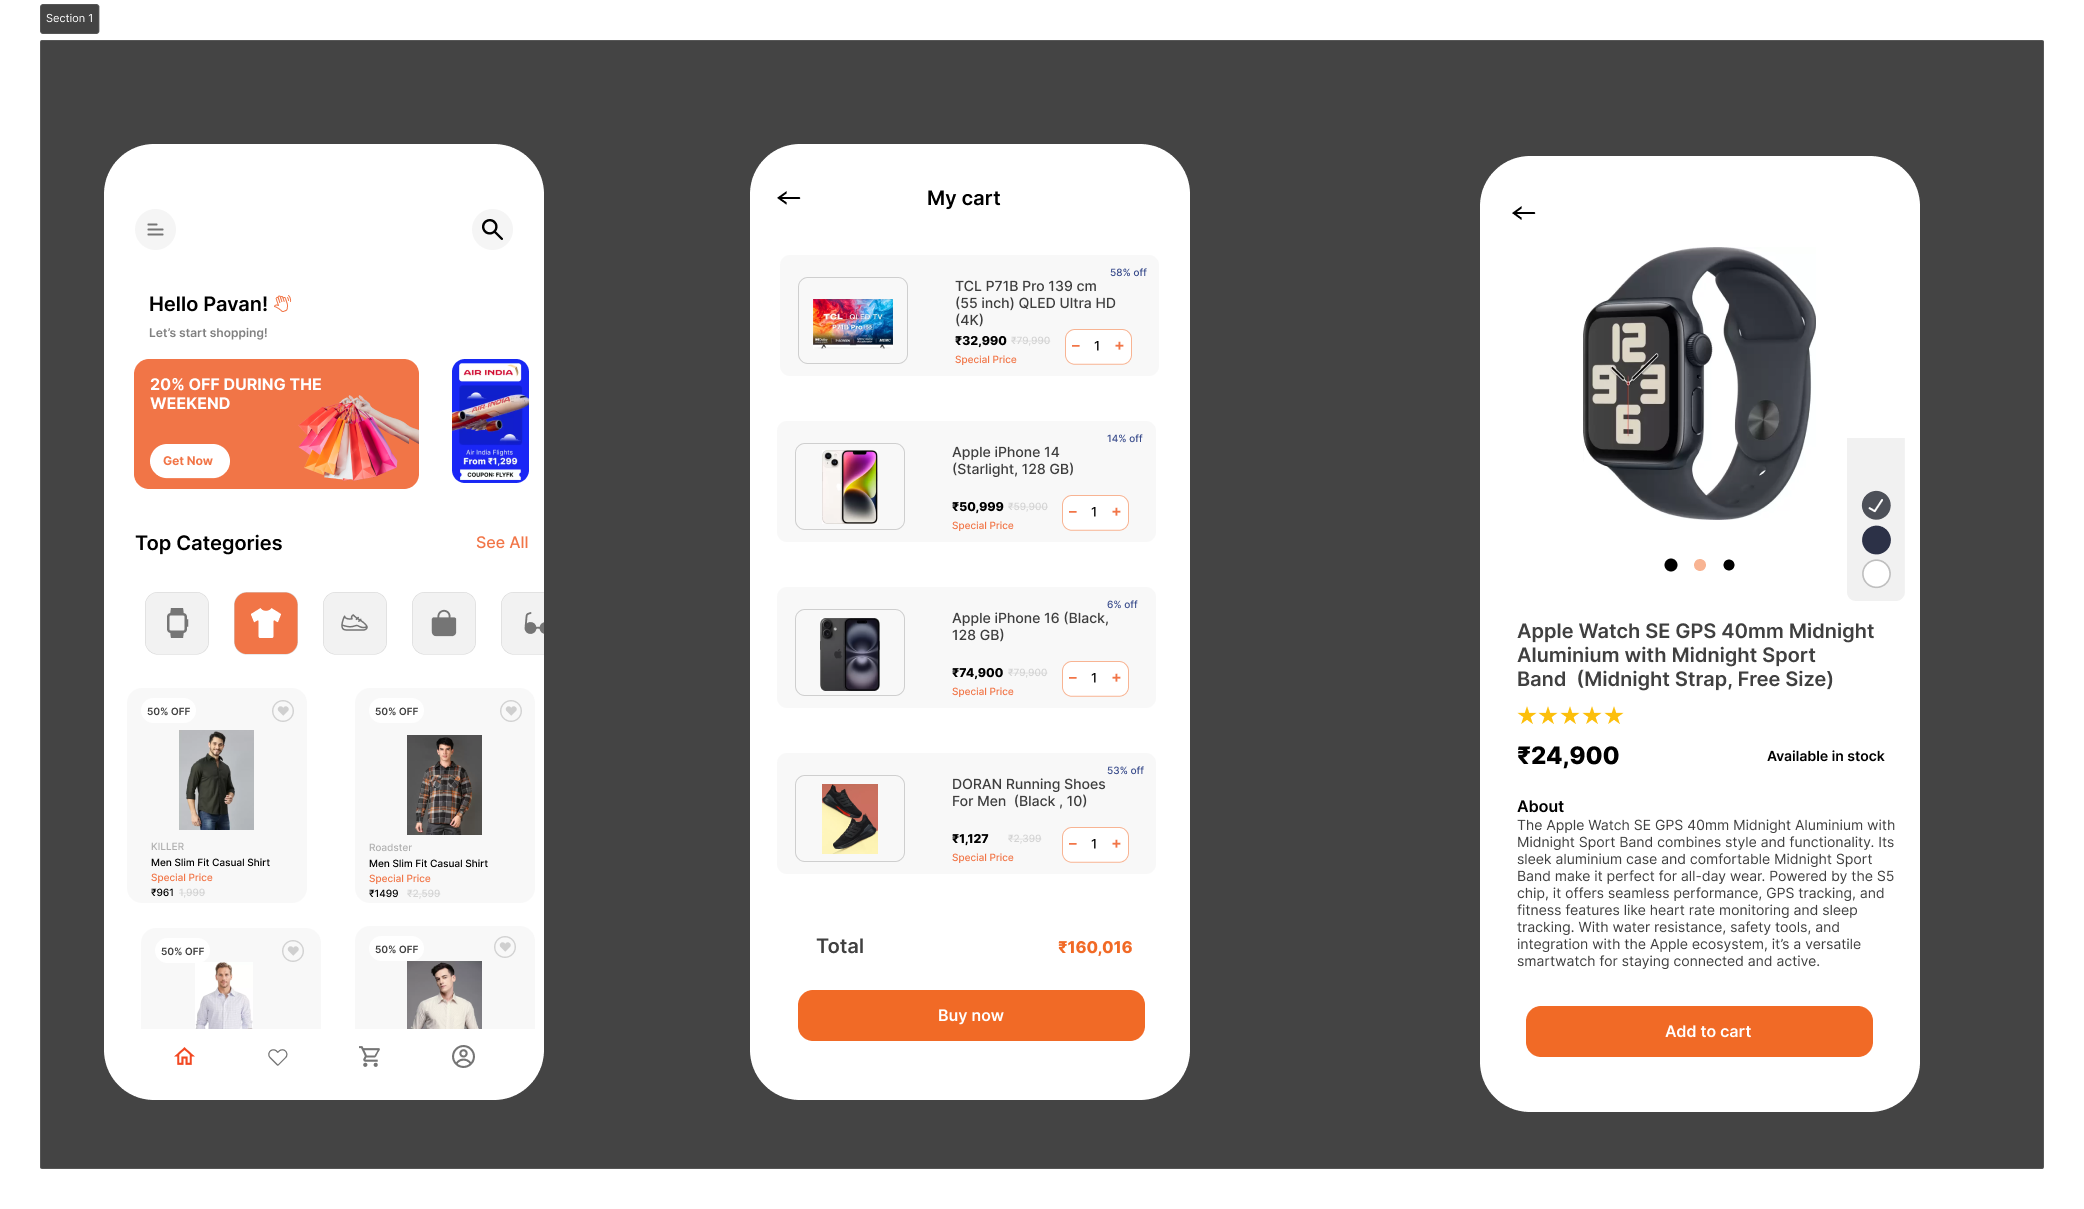 Section 1
Hello Pavan!
Let's start shopping!
20% OFF DURING THE
WEEKEND
Get Now
AIR INDIA
AIR INDIA
Air India Flights
From ₹1,299
COUPON: FLYFK
Top Categories
See All
50% OFF
KILLER
Men Slim Fit Casual Shirt
Special Price
₹961 1,999
50% OFF
Roadster
Men Slim Fit Casual Shirt
Special Price
₹1499 ₹2,599
50% OFF
50% OFF
My cart
58% off
TCL QLED TV
P71B Pro
TCL P71B Pro 139 cm
(55 inch) QLED Ultra HD
(4K)
₹32,990 ₹79,990
Special Price
− 1 +
14% off
Apple iPhone 14
(Starlight, 128 GB)
₹50,999 ₹59,900
Special Price
− 1 +
6% off
Apple iPhone 16 (Black,
128 GB)
₹74,900 ₹79,900
Special Price
− 1 +
53% off
DORAN Running Shoes
For Men (Black , 10)
₹1,127 ₹2,399
Special Price
− 1 +
Total ₹160,016
Buy now
12
9 3
6
Apple Watch SE GPS 40mm Midnight
Aluminium with Midnight Sport
Band (Midnight Strap, Free Size)
₹24,900
Available in stock
About
The Apple Watch SE GPS 40mm Midnight Aluminium with
Midnight Sport Band combines style and functionality. Its
sleek aluminium case and comfortable Midnight Sport
Band make it perfect for all-day wear. Powered by the S5
chip, it offers seamless performance, GPS tracking, and
fitness features like heart rate monitoring and sleep
tracking. With water resistance, safety tools, and
integration with the Apple ecosystem, it's a versatile
smartwatch for staying connected and active.
Add to cart